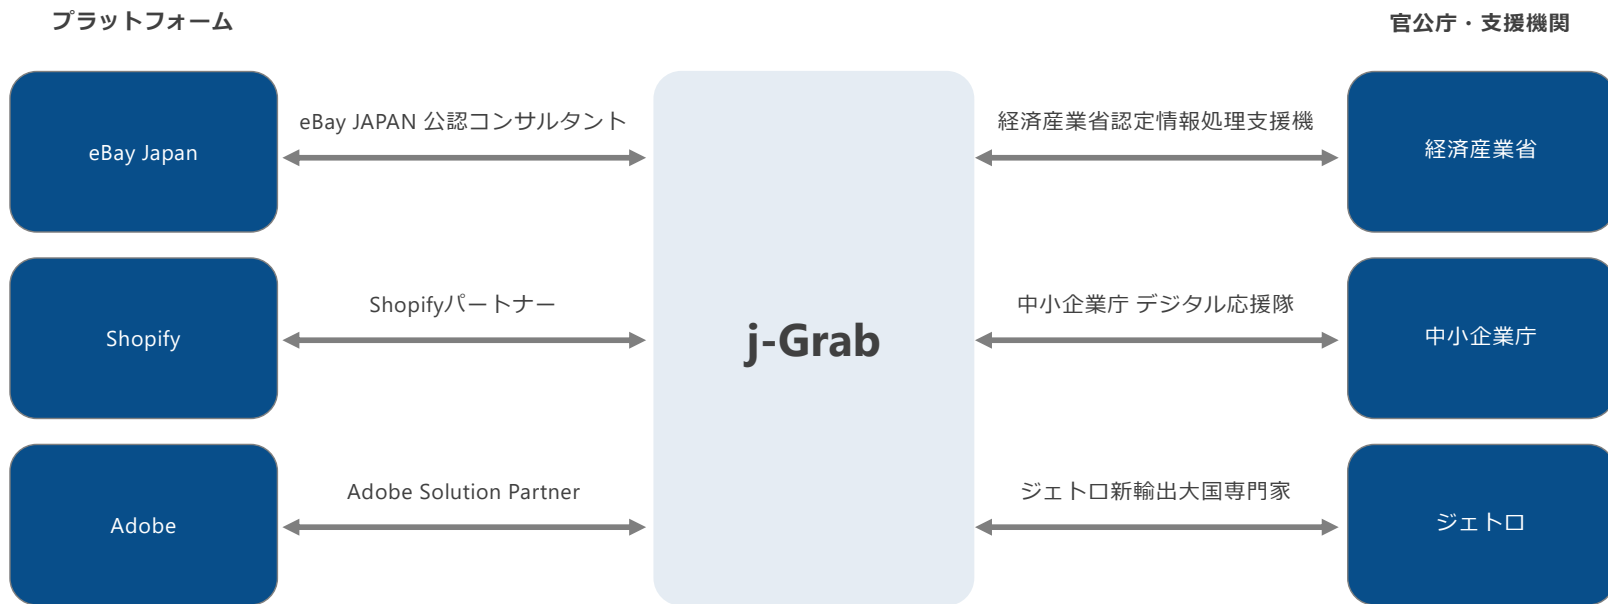 プラットフォーム
官公庁・支援機関
eBay Japan
eBay JAPAN 公認コンサルタント
経済産業省認定情報処理支援機
経済産業省
Shopify
Shopifyパートナー
j-Grab
中小企業庁 デジタル応援隊
中小企業庁
Adobe
Adobe Solution Partner
ジェトロ新輸出大国専門家
ジェトロ